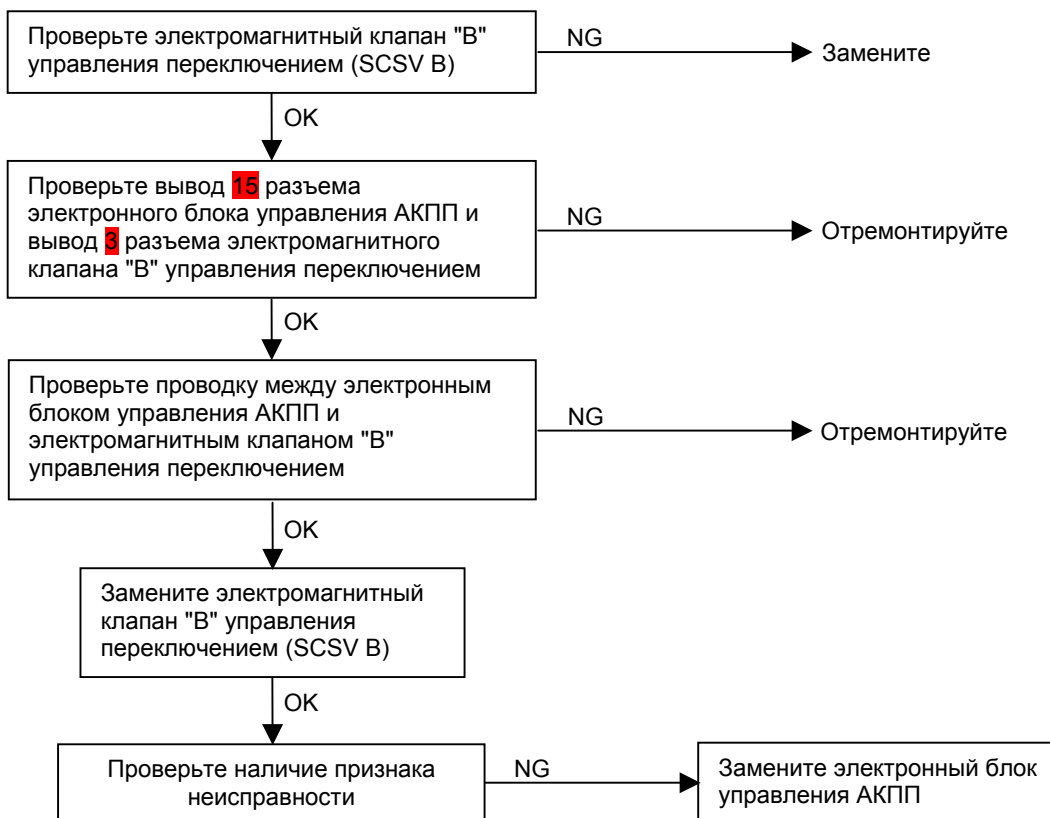 Проверьте электромагнитный клапан "В"
управления переключением (SCSV B)
NG
Замените
OK
Проверьте вывод 15 разъема
электронного блока управления АКПП и
вывод 3 разъема электромагнитного
клапана "В" управления переключением
NG
Отремонтируйте
OK
Проверьте проводку между электронным
блоком управления АКПП и
электромагнитным клапаном "В"
управления переключением
NG
Отремонтируйте
OK
Замените электромагнитный
клапан "В" управления
переключением (SCSV B)
OK
Проверьте наличие признака
неисправности
NG
Замените электронный блок
управления АКПП